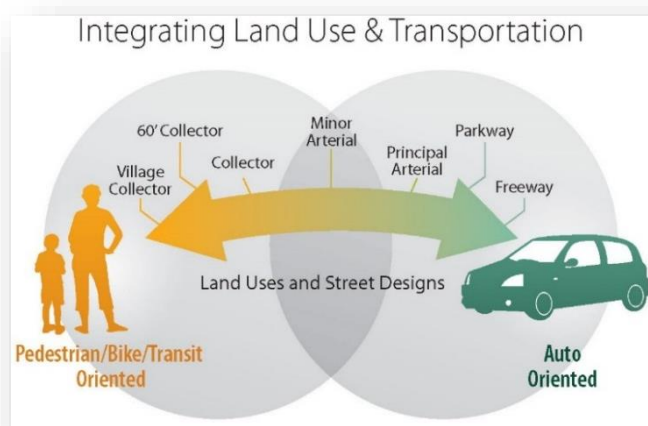 Integrating Land Use & Transportation
Minor
Arterial
60' Collector
Parkway
Collector
Principal
Arterial
Village
Collector
Freeway
Land Uses and Street Designs
Pedestrian/Bike/Transit
Oriented
Auto
Oriented